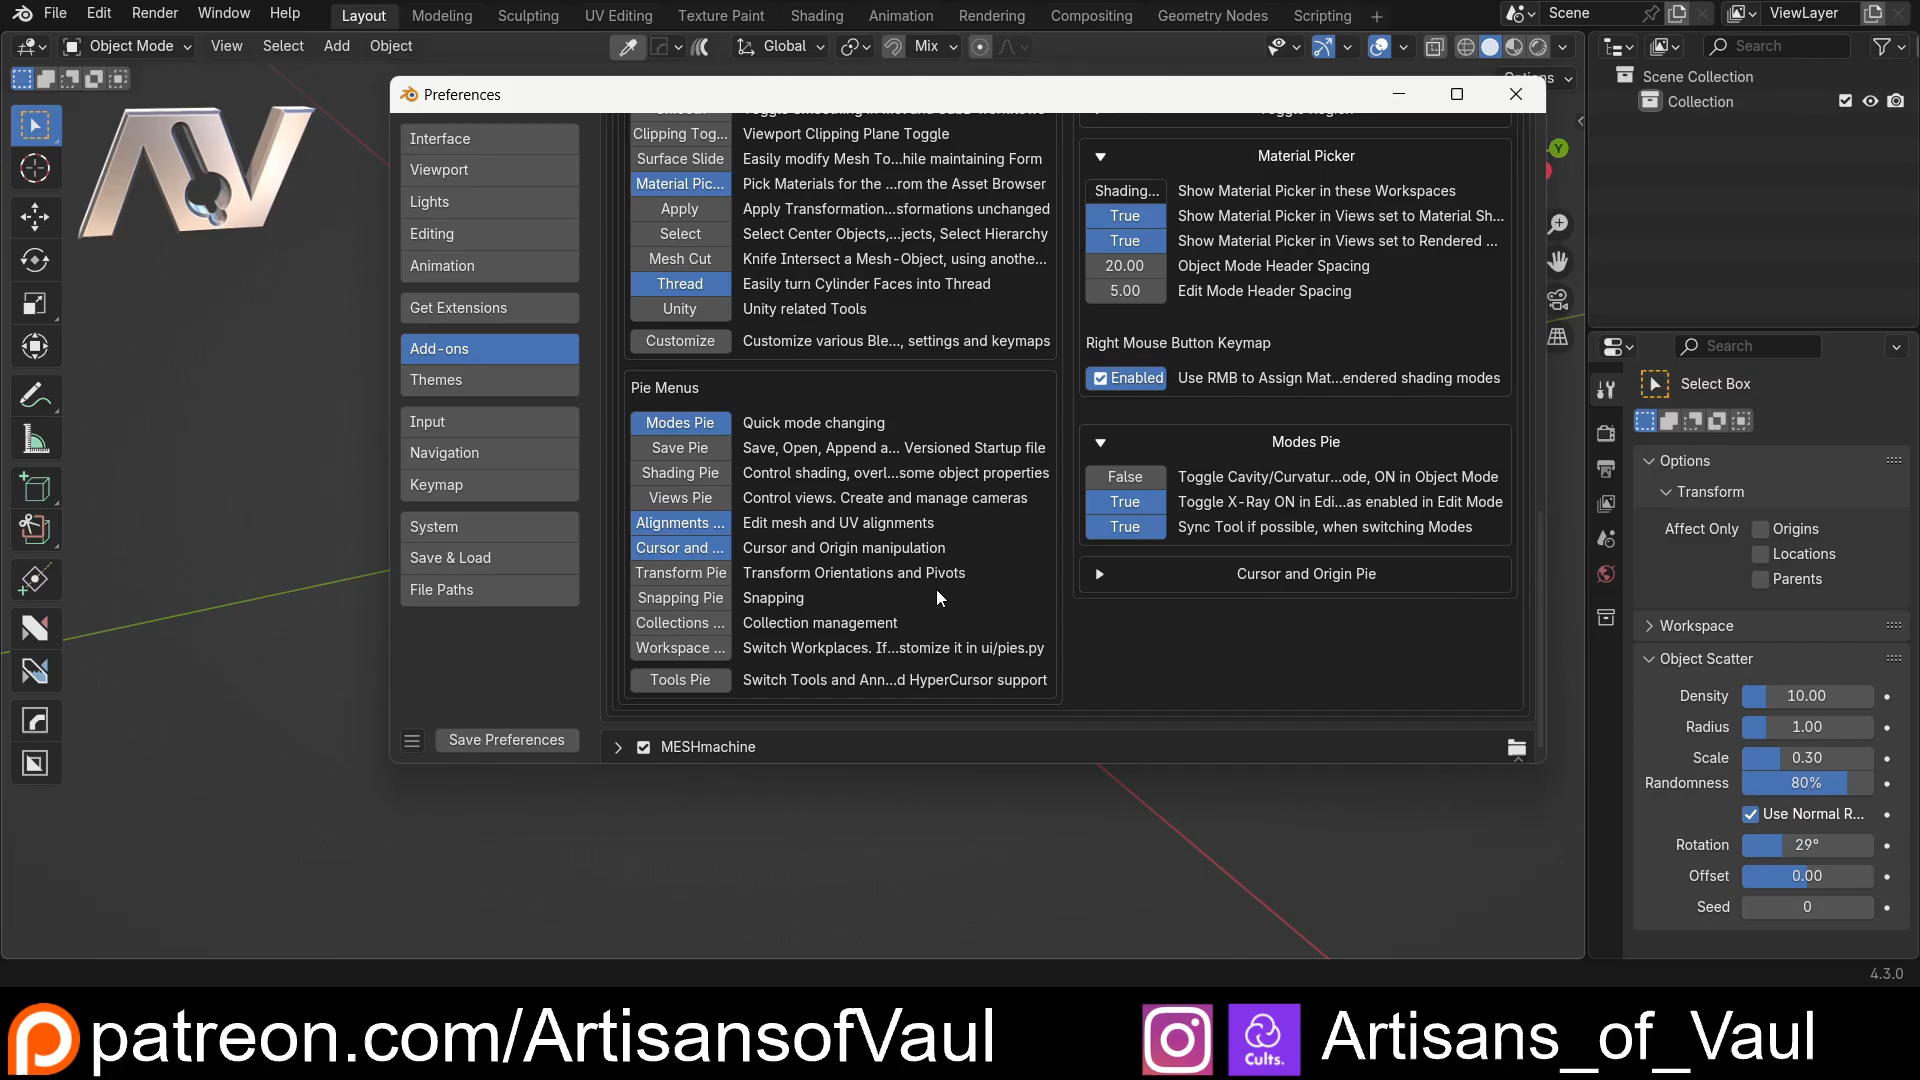 File Edit Render Window Help Layout Modeling Sculpting UV Editing Texture Paint Shading Animation Rendering Compositing Geometry Nodes Scripting + Scene ViewLayer
Object Mode View Select Add Object Global Mix Search
Options
Scene Collection
Collection
Preferences
Interface
Viewport
Lights
Editing
Animation
Get Extensions
Add-ons
Themes
Input
Navigation
Keymap
System
Save & Load
File Paths
Save Preferences
Clipping Tog... Viewport Clipping Plane Toggle
Surface Slide Easily modify Mesh To...hile maintaining Form
Material Pic... Pick Materials for the ...rom the Asset Browser
Apply Apply Transformation...sformations unchanged
Select Select Center Objects,...jects, Select Hierarchy
Mesh Cut Knife Intersect a Mesh-Object, using anothe...
Thread Easily turn Cylinder Faces into Thread
Unity Unity related Tools
Customize Customize various Ble..., settings and keymaps
Pie Menus
Modes Pie Quick mode changing
Save Pie Save, Open, Append a... Versioned Startup file
Shading Pie Control shading, overl...some object properties
Views Pie Control views. Create and manage cameras
Alignments ... Edit mesh and UV alignments
Cursor and ... Cursor and Origin manipulation
Transform Pie Transform Orientations and Pivots
Snapping Pie Snapping
Collections ... Collection management
Workspace ... Switch Workplaces. If...stomize it in ui/pies.py
Tools Pie Switch Tools and Ann...d HyperCursor support
MESHmachine
Toggle Region
Material Picker
Shading... Show Material Picker in these Workspaces
True Show Material Picker in Views set to Material Sh...
True Show Material Picker in Views set to Rendered ...
20.00 Object Mode Header Spacing
5.00 Edit Mode Header Spacing
Right Mouse Button Keymap
Enabled Use RMB to Assign Mat...endered shading modes
Modes Pie
False Toggle Cavity/Curvatur...ode, ON in Object Mode
True Toggle X-Ray ON in Edi...as enabled in Edit Mode
True Sync Tool if possible, when switching Modes
Cursor and Origin Pie
Y
Search
Select Box
Options
Transform
Affect Only Origins
Locations
Parents
Workspace
Object Scatter
Density 10.00
Radius 1.00
Scale 0.30
Randomness 80%
Use Normal R...
Rotation 29°
Offset 0.00
Seed 0
4.3.0
patreon.com/ArtisansofVaul Cults. Artisans_of_Vaul